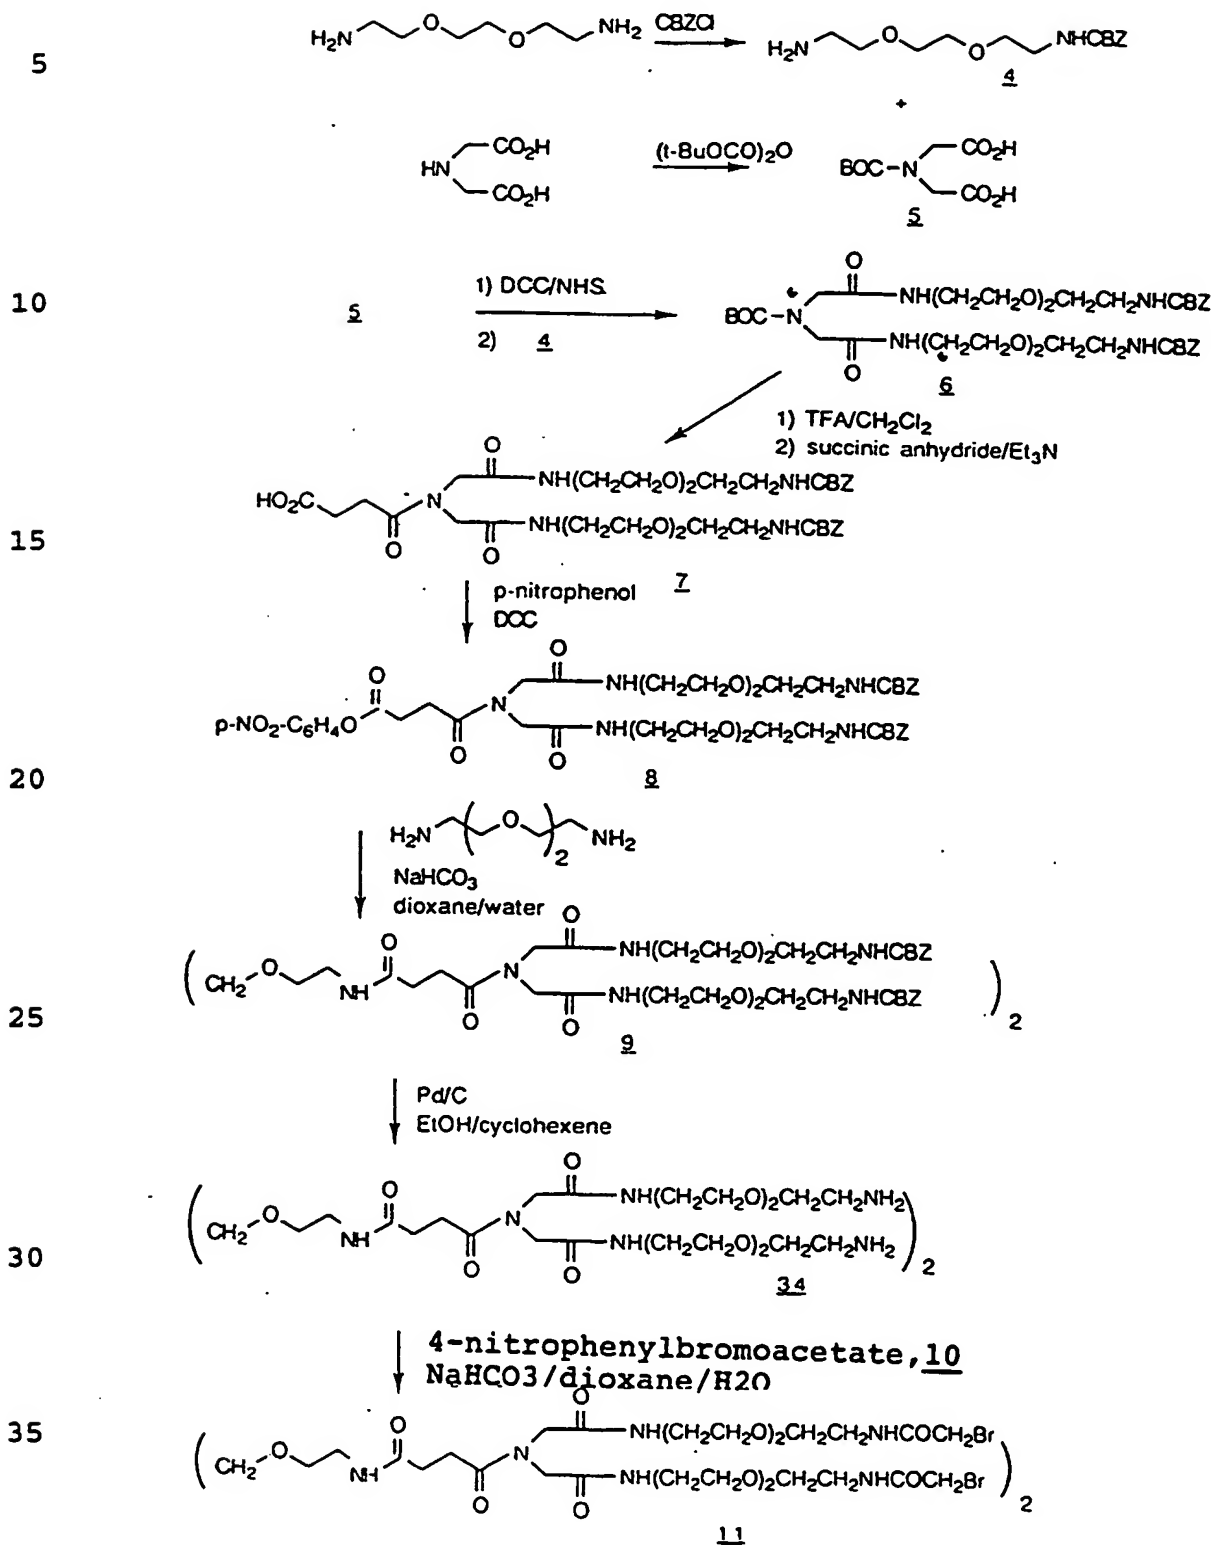 H2N O O NH2 CBZCl H2N O O NHCBZ
5
4
+
HN CO2H CO2H (t-BuOCO)2O BOC-N CO2H CO2H
5
10
5 1) DCC/NHS 2) 4
O
BOC-N NH(CH2CH2O)2CH2CH2NHCBZ
NH(CH2CH2O)2CH2CH2NHCBZ
O
6
1) TFA/CH2Cl2
2) succinic anhydride/Et3N
O
HO2C N NH(CH2CH2O)2CH2CH2NHCBZ
NH(CH2CH2O)2CH2CH2NHCBZ
15
O O
7
p-nitrophenol
DCC
O
O NH(CH2CH2O)2CH2CH2NHCBZ
p-NO2-C6H4O N NH(CH2CH2O)2CH2CH2NHCBZ
O O
8
20
H2N ( O )2 NH2
NaHCO3
dioxane/water
O
O NH(CH2CH2O)2CH2CH2NHCBZ
( CH2 O NH N NH(CH2CH2O)2CH2CH2NHCBZ )2
25
O O
9
Pd/C
EtOH/cyclohexene
O
O NH(CH2CH2O)2CH2CH2NH2
( CH2 O NH N NH(CH2CH2O)2CH2CH2NH2 )2
30
O O
34
4-nitrophenylbromoacetate,10
NaHCO3/dioxane/H2O
O
35
O NH(CH2CH2O)2CH2CH2NHCOCH2Br
( CH2 O NH N NH(CH2CH2O)2CH2CH2NHCOCH2Br )2
O O
11